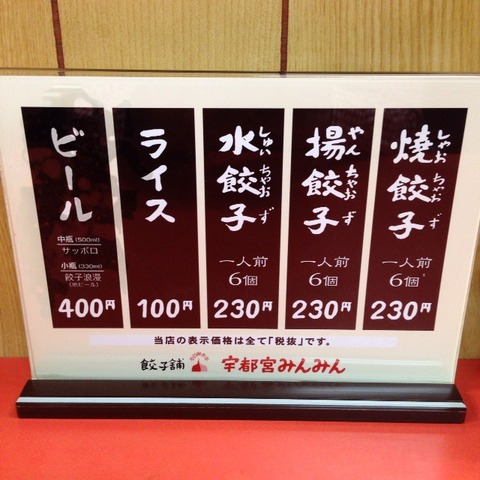 焼餃子
しゃおちゃおず
一人前
6個
230円
揚餃子
やんちゃおず
一人前
6個
230円
水餃子
しゅいちゃおず
一人前
6個
230円
ライス
100円
ビール
中瓶(500ml)
サッポロ
小瓶(330ml)
餃子浪漫
(地ビール)
400円
当店の表示価格は全て「税抜」です。
餃子舗 宇都宮みんみん